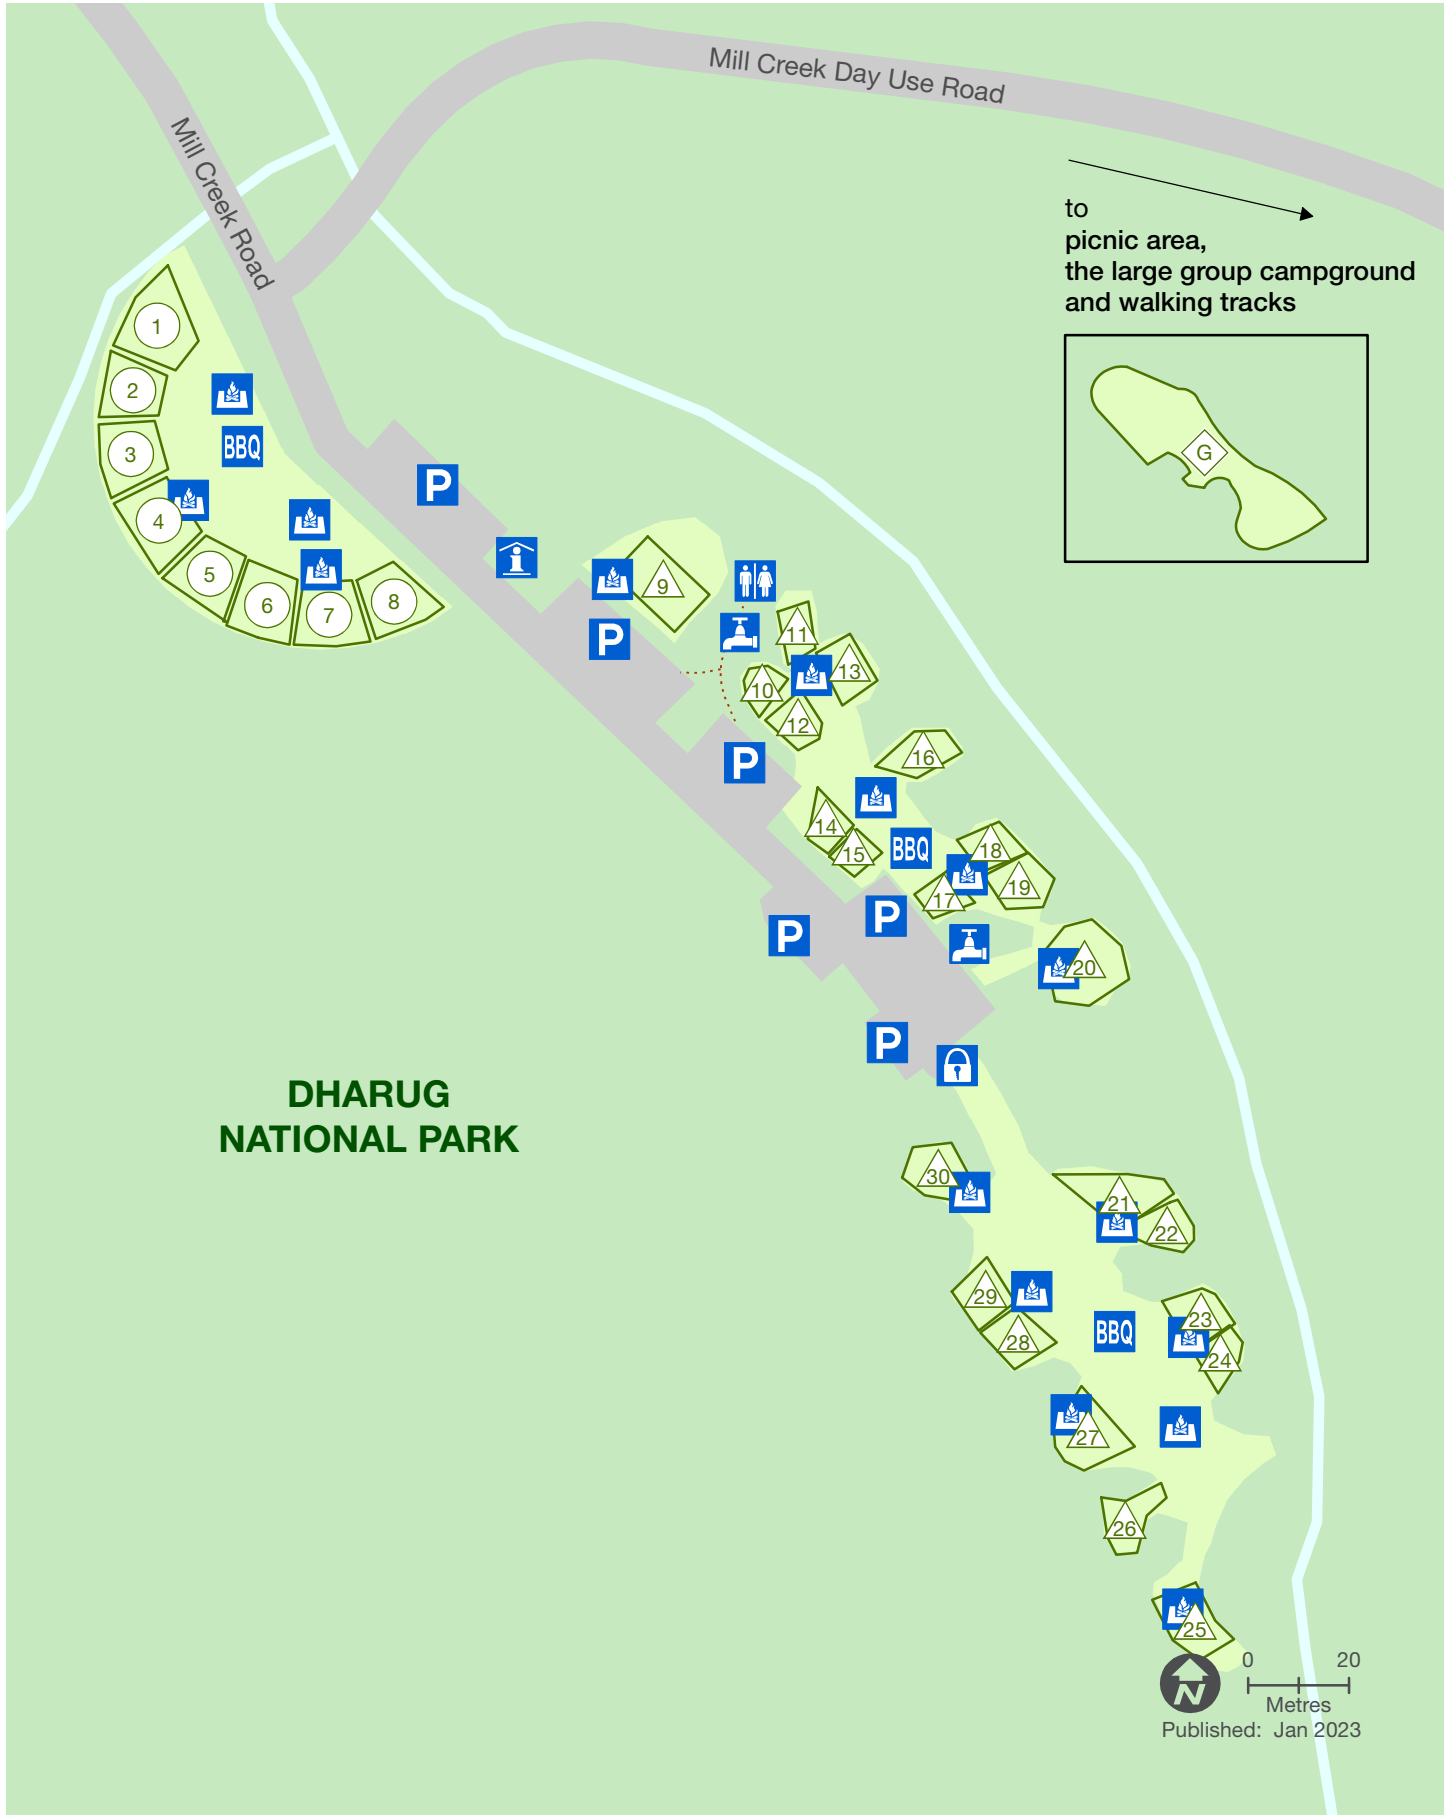 Mill Creek Day Use Road
Mill Creek Road
to
picnic area,
the large group campground
and walking tracks
G
1
2
3
4
5
6
7
8
BBQ
P
9
P
11
10
13
12
P
16
14
15
BBQ
18
17
19
P
P
20
P
DHARUG
NATIONAL PARK
30
21
22
29
28
BBQ
23
24
27
26
25
N
0 20
Metres
Published: Jan 2023